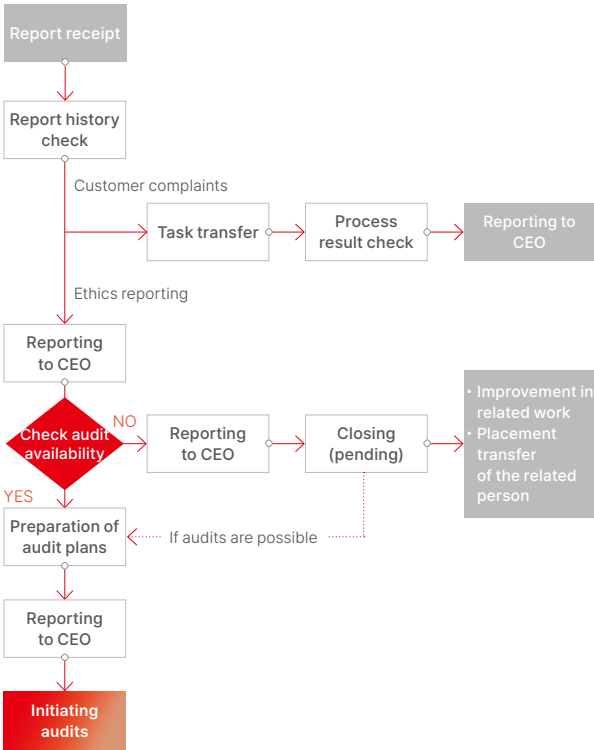 Report receipt
Report history
check
Customer complaints
Task transfer
Process
result check
Reporting to
CEO
Ethics reporting
Reporting
to CEO
Check audit
availability
NO
Reporting
to CEO
Closing
(pending)
• Improvement in
related work
• Placement
transfer
of the related
person
YES
Preparation of
audit plans
If audits are possible
Reporting
to CEO
Initiating
audits